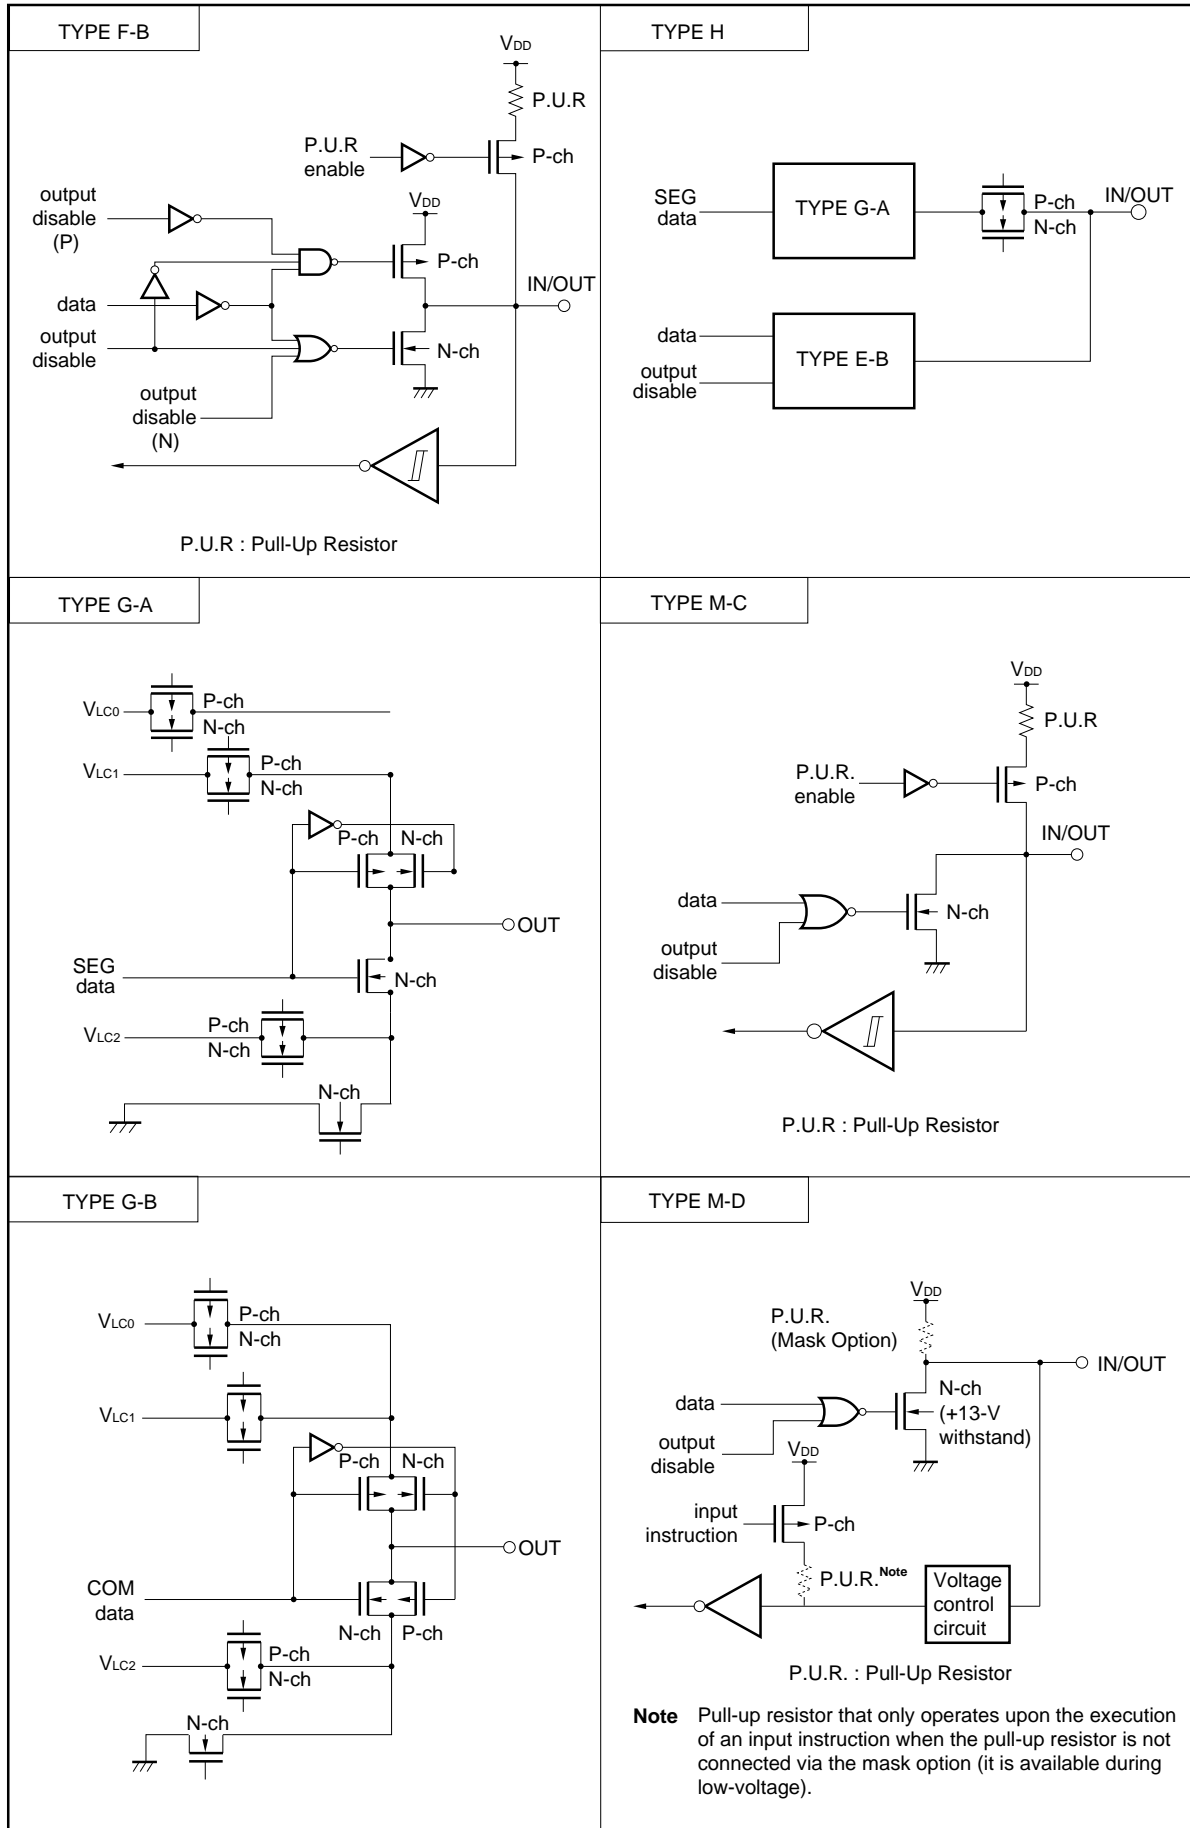 TYPE F-B
VDD
P.U.R
P.U.R
enable
P-ch
output
disable
(P)
VDD
P-ch
IN/OUT
data
output
disable
N-ch
output
disable
(N)
P.U.R : Pull-Up Resistor
TYPE H
SEG
data
TYPE G-A
P-ch
N-ch
IN/OUT
data
output
disable
TYPE E-B
TYPE G-A
VLC0
P-ch
N-ch
VLC1
P-ch
N-ch
P-ch
N-ch
OUT
SEG
data
N-ch
VLC2
P-ch
N-ch
N-ch
TYPE M-C
VDD
P.U.R
P.U.R.
enable
P-ch
IN/OUT
data
N-ch
output
disable
P.U.R : Pull-Up Resistor
TYPE G-B
VLC0
P-ch
N-ch
VLC1
P-ch
N-ch
OUT
COM
data
N-ch
P-ch
VLC2
P-ch
N-ch
N-ch
TYPE M-D
VDD
P.U.R.
(Mask Option)
IN/OUT
data
N-ch
(+13-V
withstand)
output
disable
VDD
input
instruction
P-ch
P.U.R.Note
Voltage
control
circuit
P.U.R. : Pull-Up Resistor
Note Pull-up resistor that only operates upon the execution
of an input instruction when the pull-up resistor is not
connected via the mask option (it is available during
low-voltage).